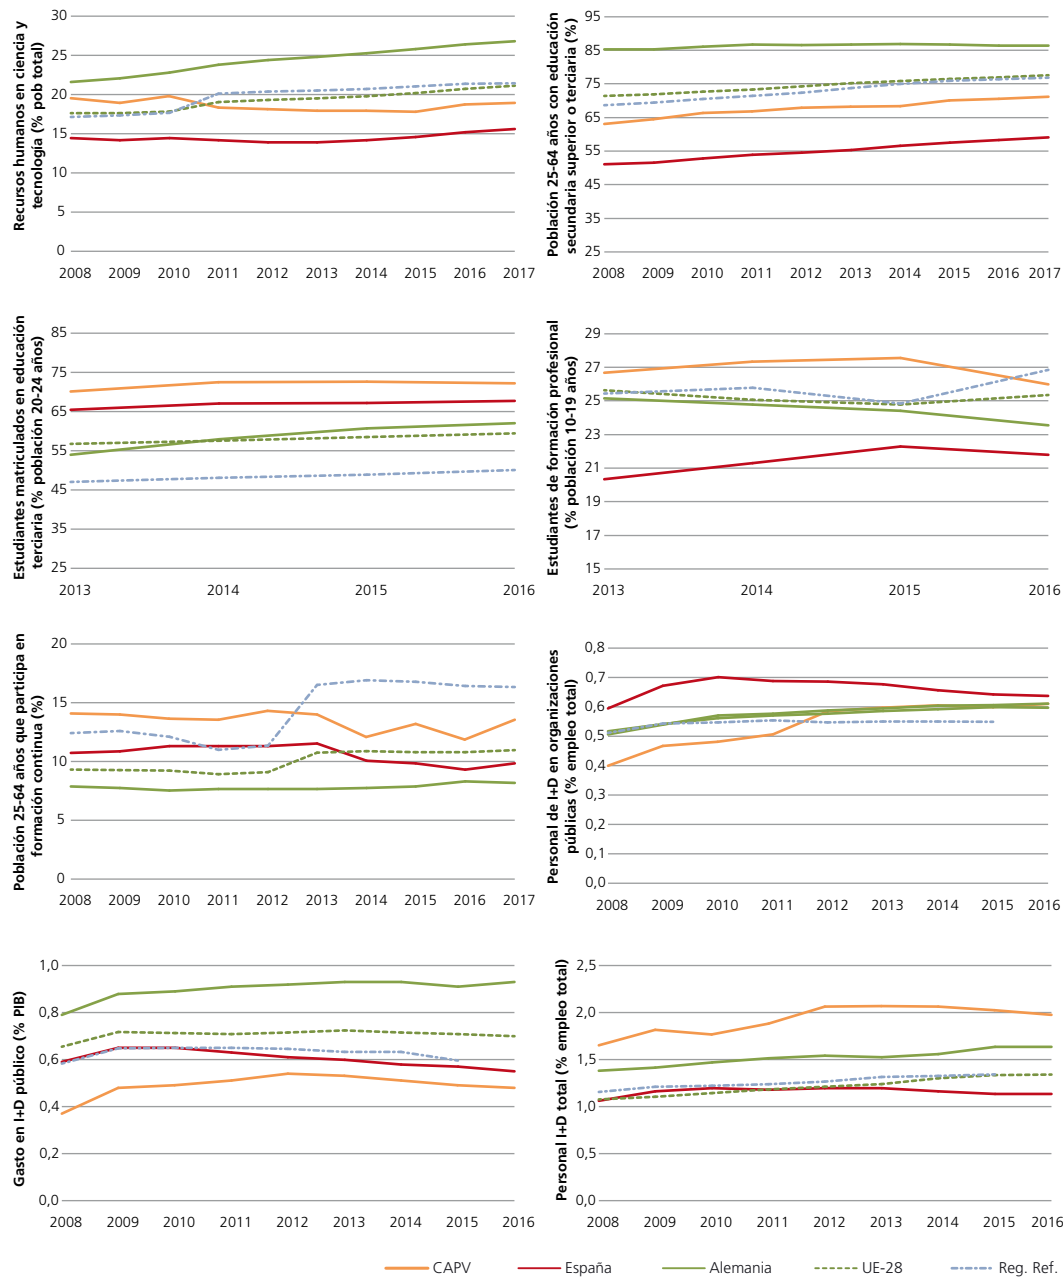 Recursos humanos en ciencia y
tecnología (% pob total)
30
25
20
15
10
5
0
2008 2009 2010 2011 2012 2013 2014 2015 2016 2017
Población 25-64 años con educación
secundaria superior o terciaria (%)
95
85
75
65
55
45
35
25
2008 2009 2010 2011 2012 2013 2014 2015 2016 2017
Estudiantes matriculados en educación
terciaria (% población 20-24 años)
85
75
65
55
45
35
25
2013 2014 2015 2016
Estudiantes de formación profesional
(% población 10-19 años)
29
27
25
23
21
19
17
15
2013 2014 2015 2016
Población 25-64 años que participa en
formación continua (%)
20
15
10
5
0
2008 2009 2010 2011 2012 2013 2014 2015 2016 2017
Personal de I+D en organizaciones
públicas (% empleo total)
0,8
0,7
0,6
0,5
0,4
0,3
0,2
0,1
0,0
2008 2009 2010 2011 2012 2013 2014 2015 2016
Gasto en I+D público (% PIB)
1,0
0,8
0,6
0,4
0,2
0,0
2008 2009 2010 2011 2012 2013 2014 2015 2016
Personal I+D total (% empleo total)
2,5
2,0
1,5
1,0
0,5
0,0
2008 2009 2010 2011 2012 2013 2014 2015 2016
CAPV España Alemania UE-28 Reg. Ref.